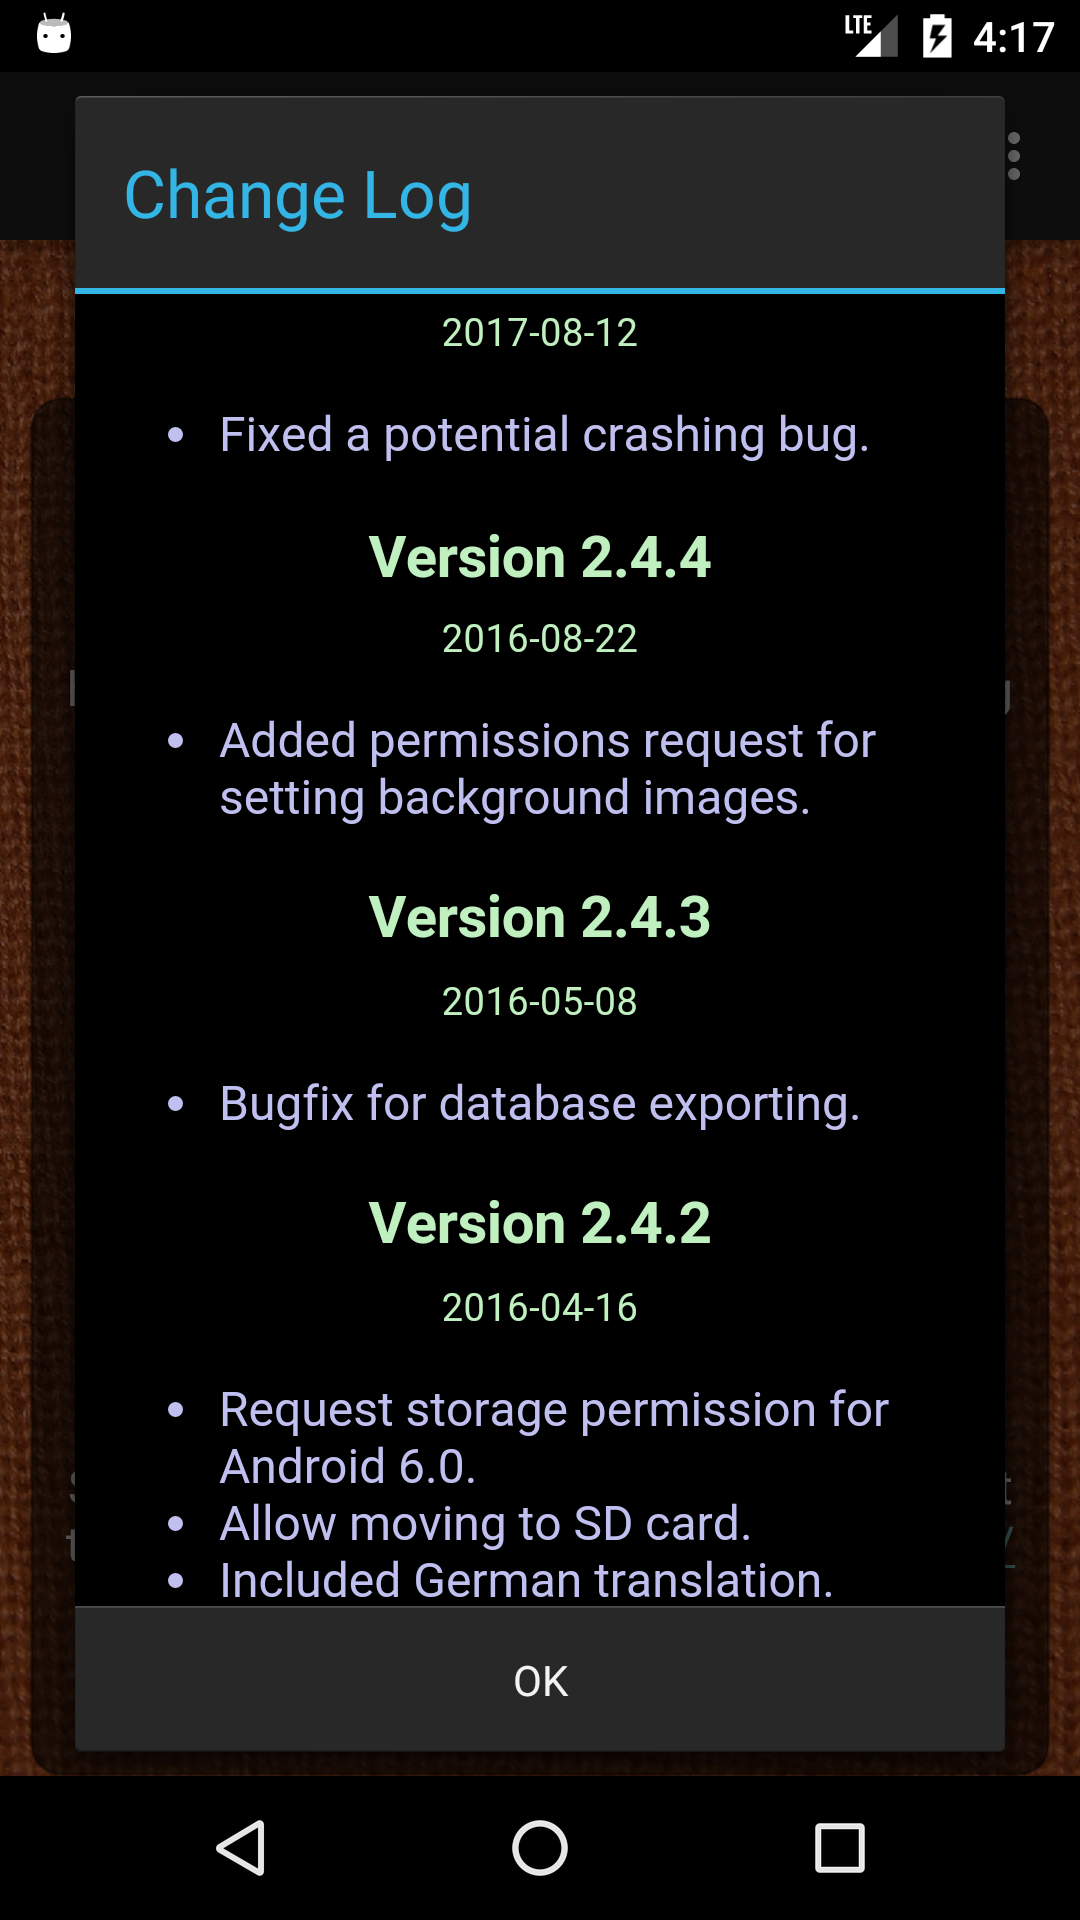 LTE 4:17
Change Log
2017-08-12
• Fixed a potential crashing bug.
Version 2.4.4
2016-08-22
• Added permissions request for
setting background images.
Version 2.4.3
2016-05-08
• Bugfix for database exporting.
Version 2.4.2
2016-04-16
• Request storage permission for
Android 6.0.
• Allow moving to SD card.
• Included German translation.
OK